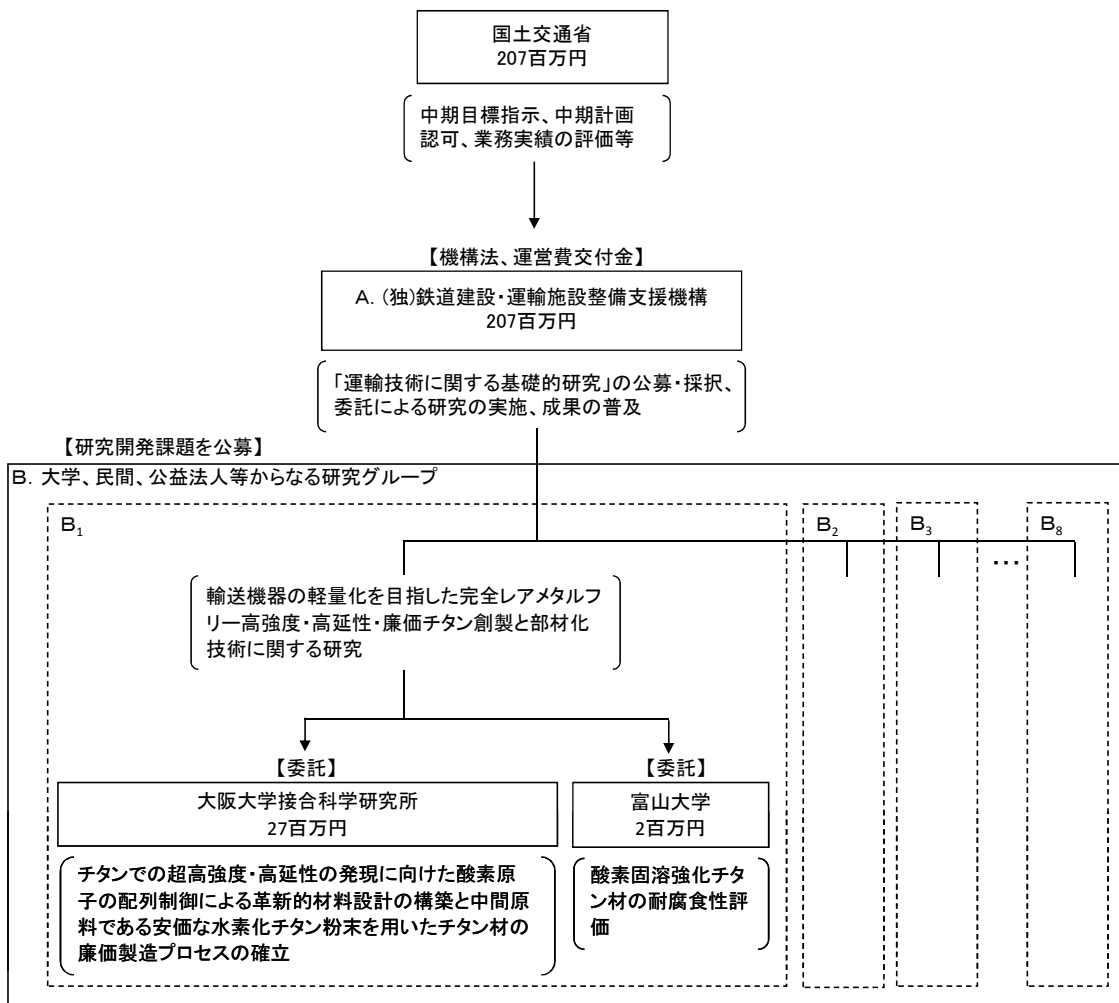 国土交通省
207百万円
中期目標指示、中期計画
認可、業務実績の評価等
【機構法、運営費交付金】
A. (独)鉄道建設・運輸施設整備支援機構
207百万円
「運輸技術に関する基礎的研究」の公募・採択、
委託による研究の実施、成果の普及
【研究開発課題を公募】
B. 大学、民間、公益法人等からなる研究グループ
B1
B2
B3
…
B8
輸送機器の軽量化を目指した完全レアメタルフ
リー高強度・高延性・廉価チタン創製と部材化
技術に関する研究
【委託】
大阪大学接合科学研究所
27百万円
チタンでの超高強度・高延性の発現に向けた酸素原
子の配列制御による革新的材料設計の構築と中間原
料である安価な水素化チタン粉末を用いたチタン材の
廉価製造プロセスの確立
【委託】
富山大学
2百万円
酸素固溶強化チタ
ン材の耐腐食性評
価